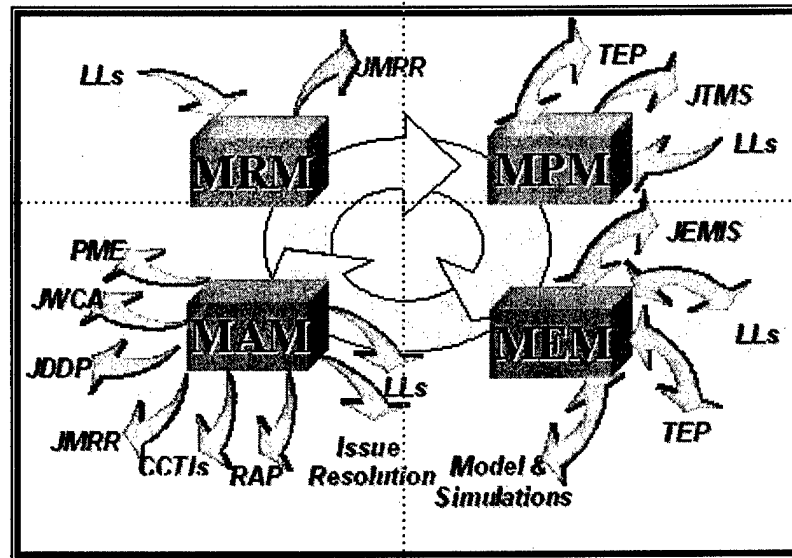 LLs
JMRR
MRM
TEP
JTMS
LLs
MPM
PME
JWCA
JDDP
JMRR
CCTIs
RAP
MAM
LLs
Issue
Resolution
JEMIS
LLs
MEM
TEP
Model &
Simulations